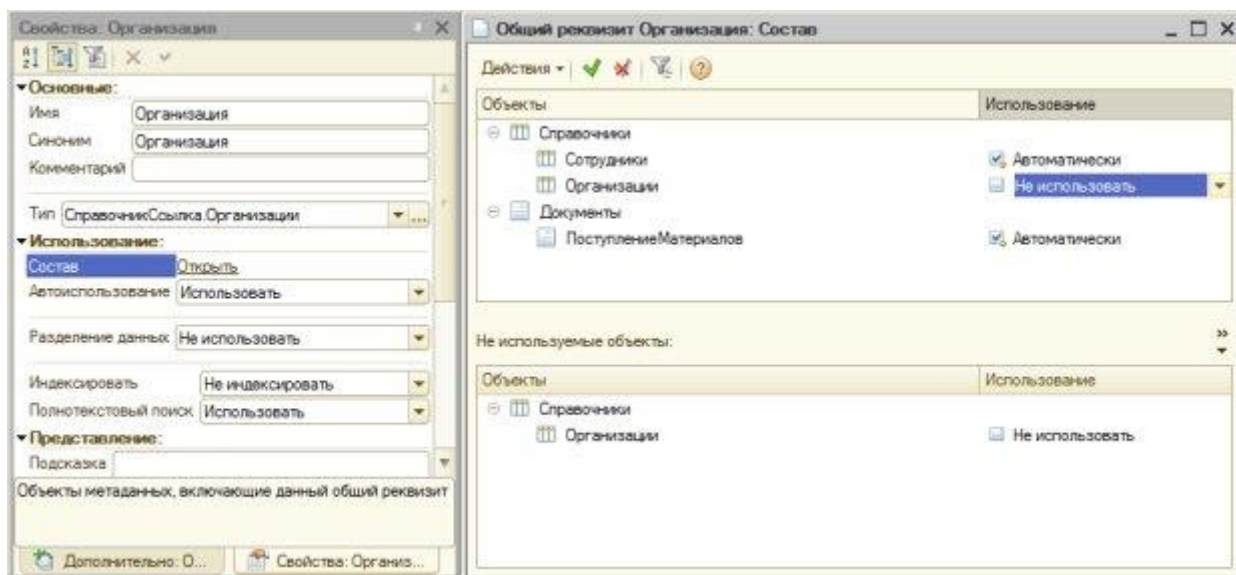 Свойства: Организация
Основные:
Имя Организация
Синоним Организация
Комментарий
Тип СправочникСсылка.Организации
Использование:
Состав Открыть
Автоиспользование Использовать
Разделение данных Не использовать
Индексировать Не индексировать
Полнотекстовый поиск Использовать
Представление:
Подсказка
Объекты метаданных, включающие данный общий реквизит
Дополнительно: О...
Свойства: Организ...
Общий реквизит Организация: Состав
Действия
Объекты Использование
Справочники
Сотрудники Автоматически
Организации Не использовать
Документы
ПоступлениеМатериалов Автоматически
Не используемые объекты:
Объекты Использование
Справочники
Организации Не использовать